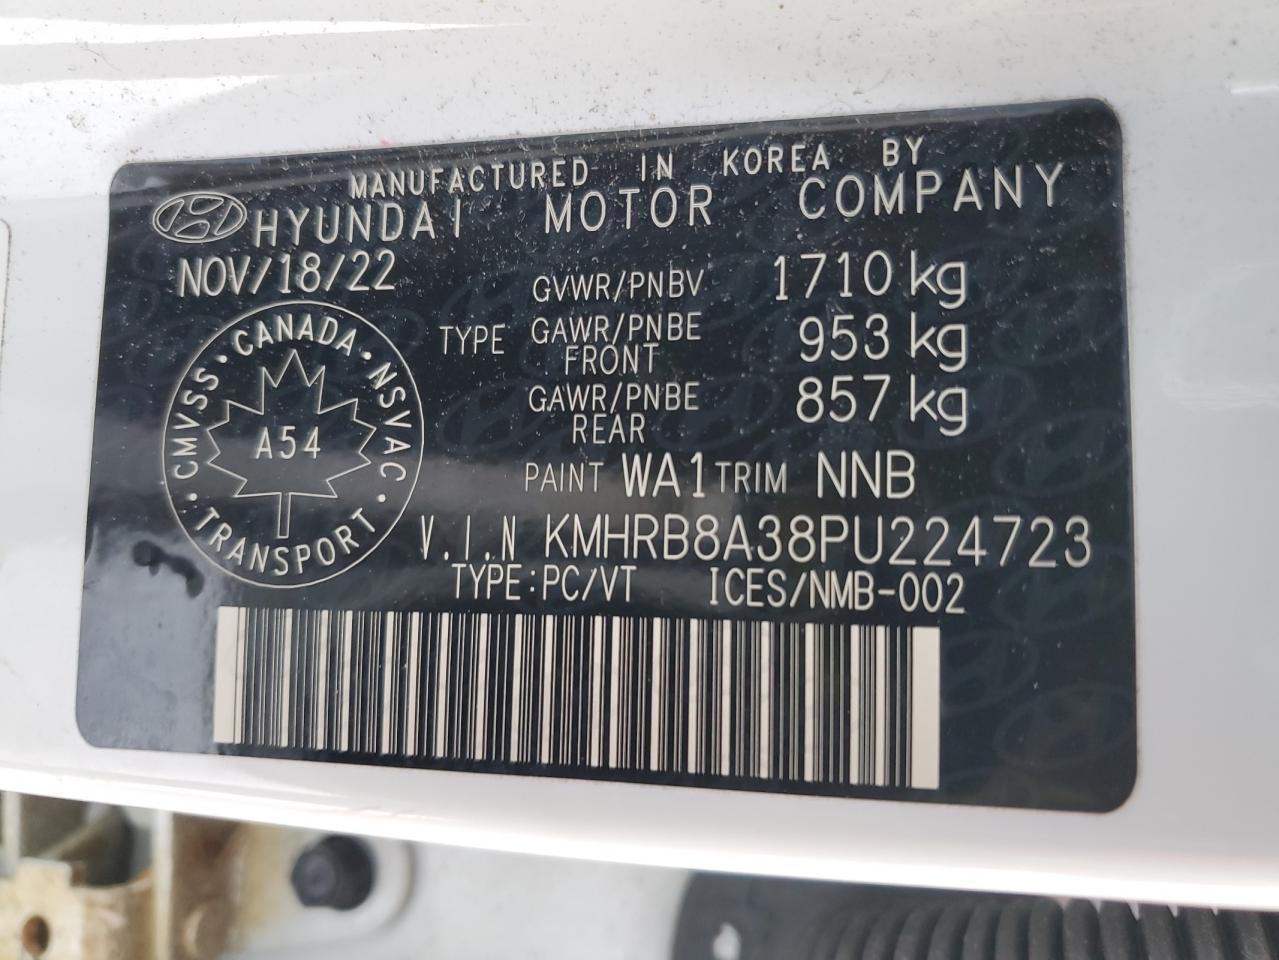 MANUFACTURED IN KOREA BY
HYUNDAI MOTOR COMPANY
NOV/18/22
GVWR/PNBV 1710 kg
TYPE GAWR/PNBE FRONT 953 kg
GAWR/PNBE REAR 857 kg
CANADA · NSVAC · TRANSPORT · CMVSS ·
A54
PAINT WA1 TRIM NNB
V.I.N KMHRB8A38PU224723
TYPE:PC/VT ICES/NMB-002